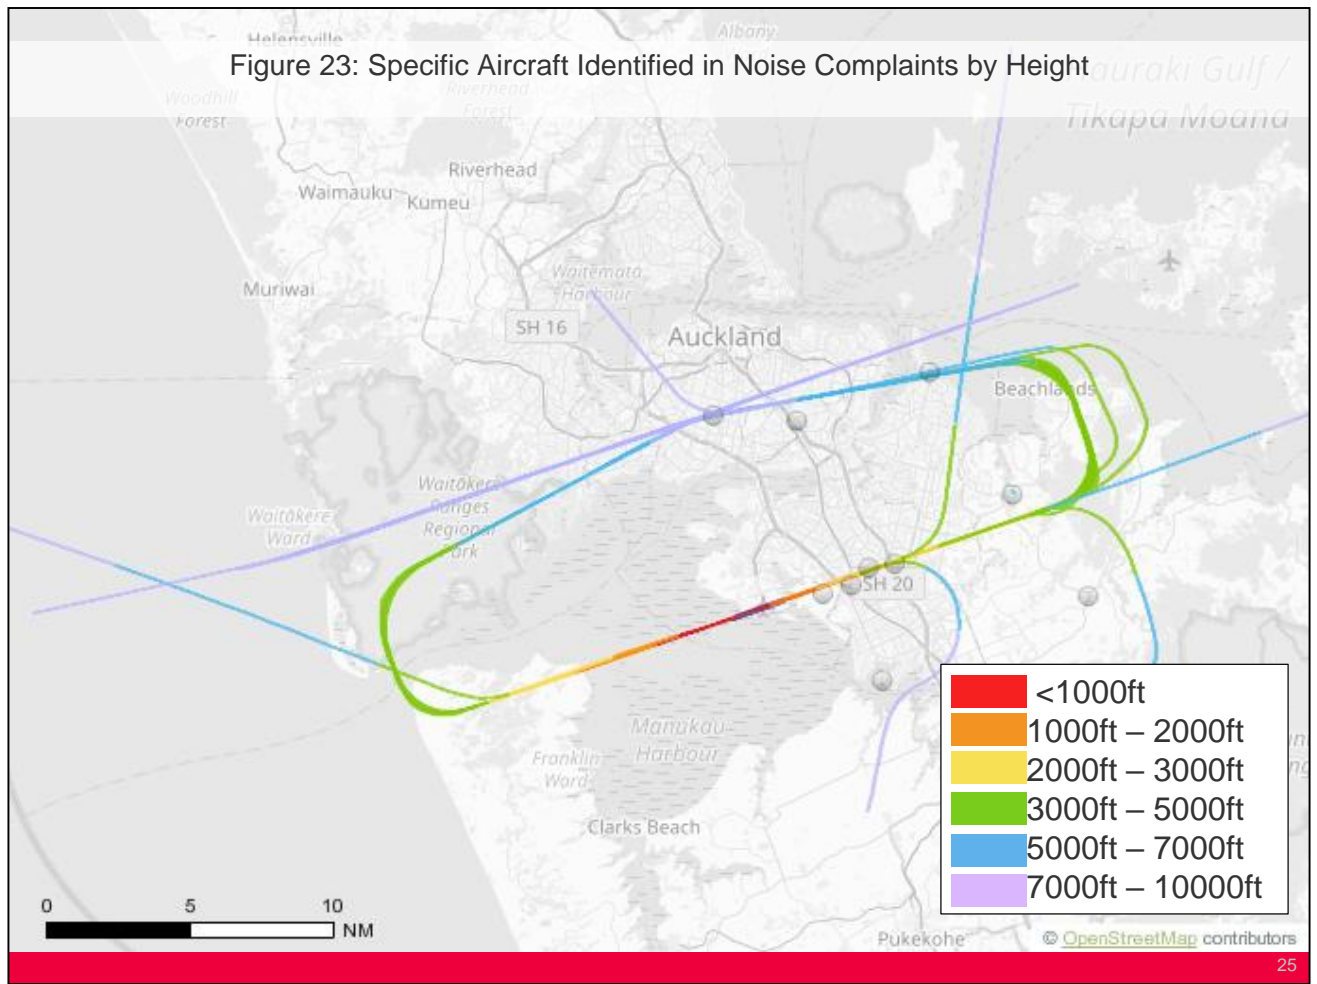 Helensville
Albany
Figure 23: Specific Aircraft Identified in Noise Complaints by Height
auraki Gulf /
Tikapa Moana
Woodhill
Forest
Riverhead
Forest
Riverhead
Waimauku
Kumeu
Muriwai
Waitematā
Harbour
SH 16
Auckland
Beachlands
Waitākere
Ranges
Regional
Park
Waitākere
Ward
SH 20
Manukau
Harbour
Franklin
Ward
Clarks Beach
<1000ft
1000ft – 2000ft
2000ft – 3000ft
3000ft – 5000ft
5000ft – 7000ft
7000ft – 10000ft
0 5 10
NM
Pukekohe
© OpenStreetMap contributors
25